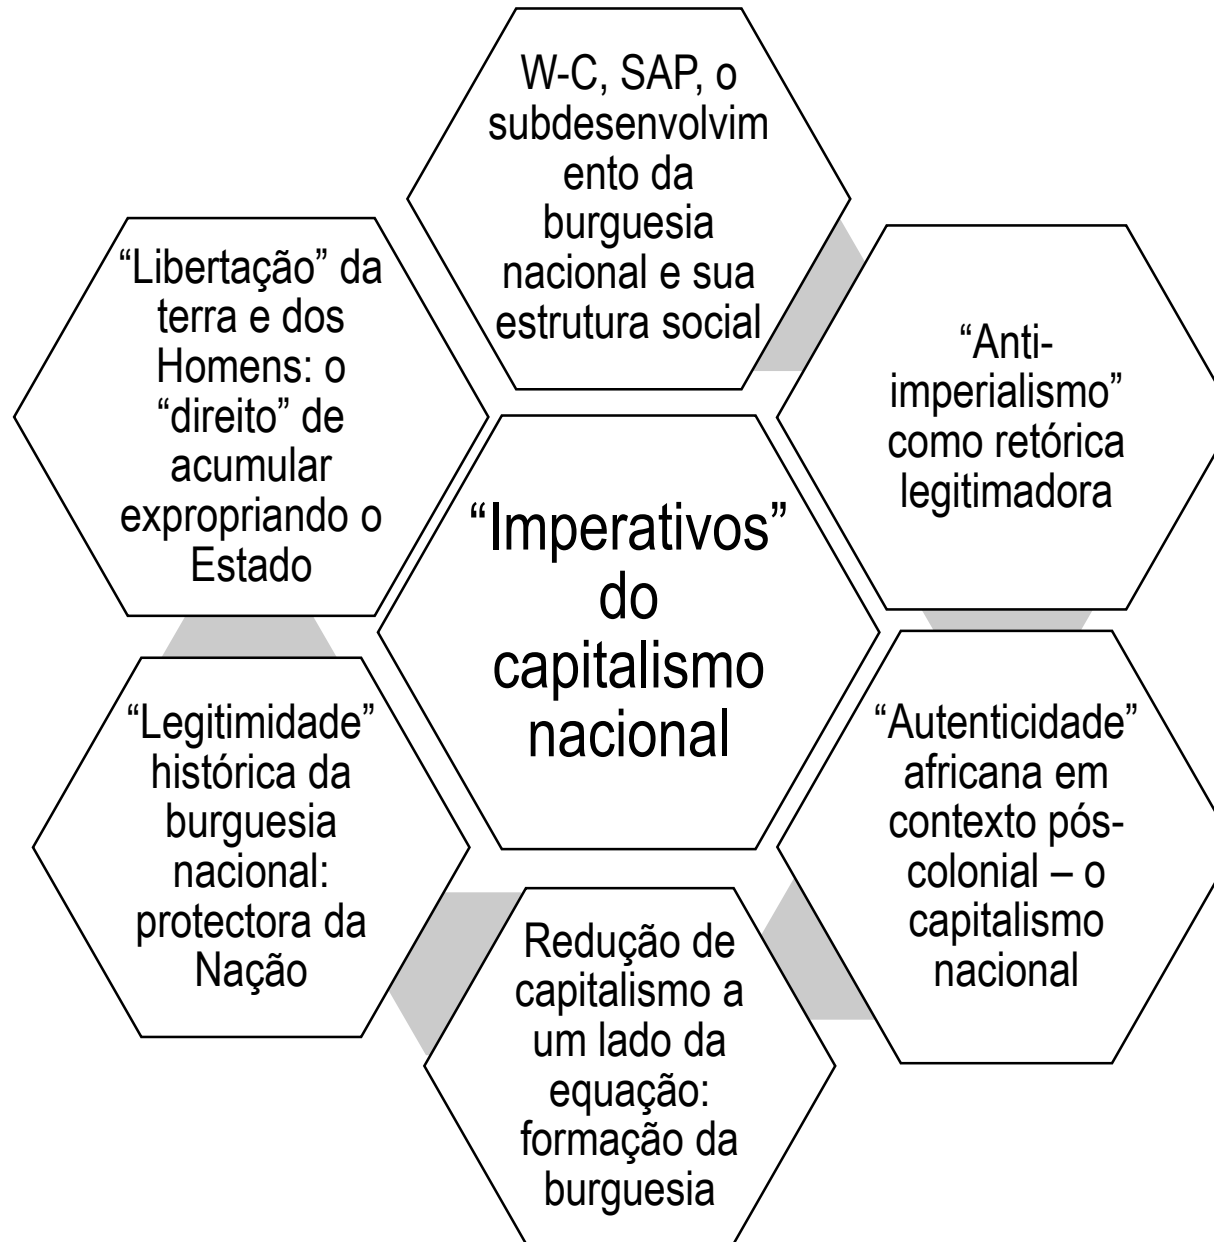 W-C, SAP, o
subdesenvolvim
ento da
burguesia
nacional e sua
estrutura social
“Anti-
imperialismo”
como retórica
legitimadora
“Autenticidade”
africana em
contexto pós-
colonial – o
capitalismo
nacional
Redução de
capitalismo a
um lado da
equação:
formação da
burguesia
“Legitimidade”
histórica da
burguesia
nacional:
protectora da
Nação
“Libertação” da
terra e dos
Homens: o
“direito” de
acumular
expropriando o
Estado
“Imperativos”
do
capitalismo
nacional